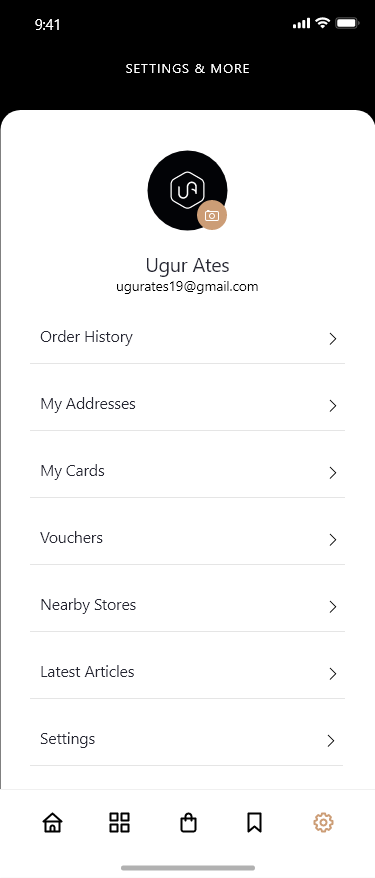 9:41
SETTINGS & MORE
Ugur Ates
ugurates19@gmail.com
Order History
My Addresses
My Cards
Vouchers
Nearby Stores
Latest Articles
Settings